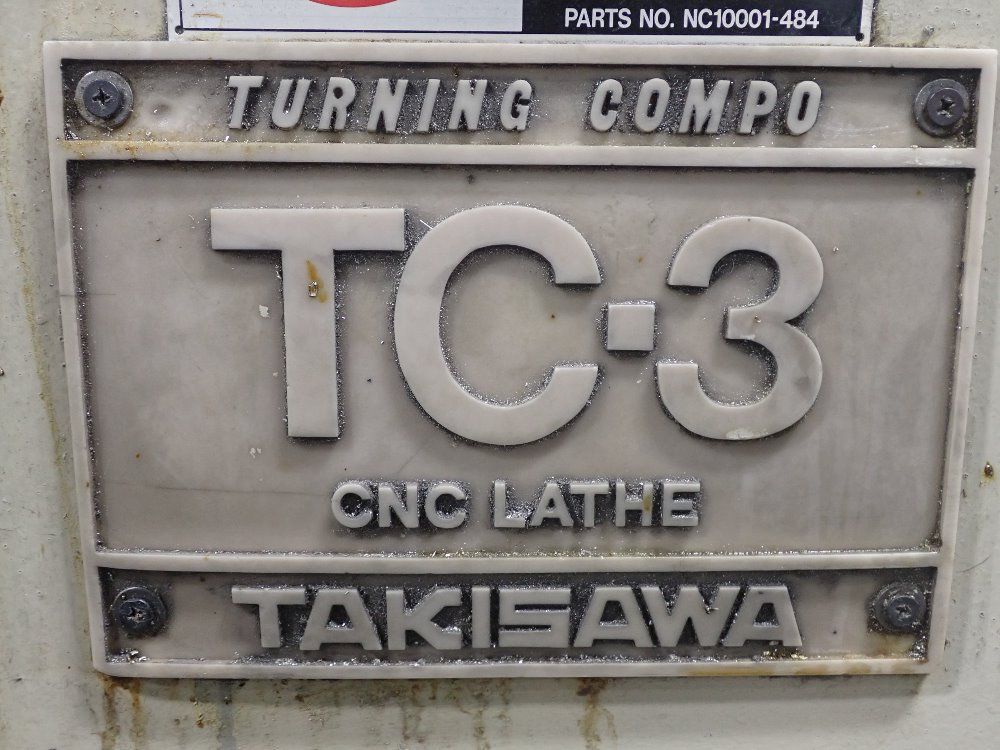 PARTS NO. NC10001-484
TURNING COMPO
TC·3
CNC LATHE
TAKISAWA